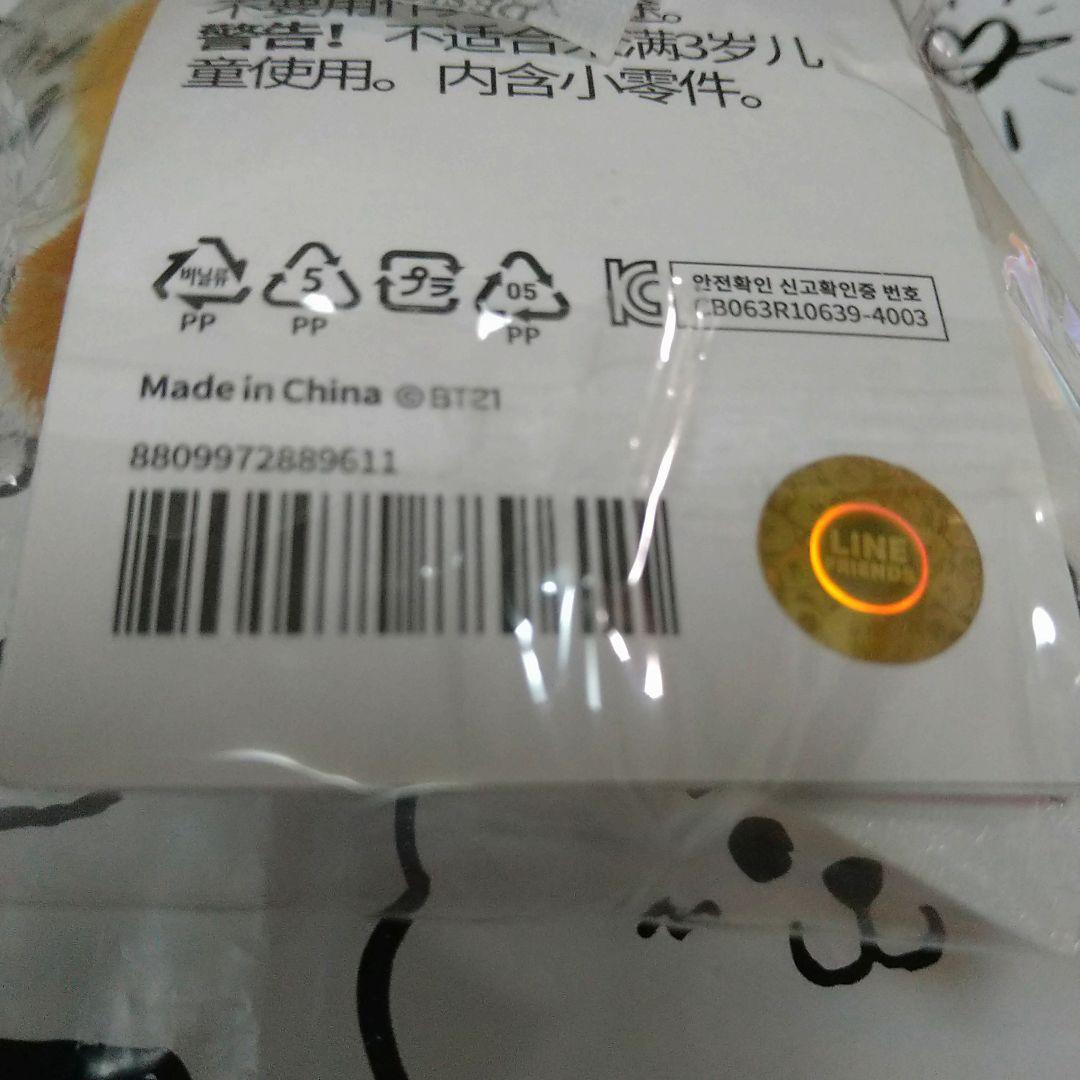 警告! 不适合未满3岁儿
童使用。内含小零件。
비닐류
PP
5
PP
プラ
05
PP
안전확인 신고확인증 번호
CB063R10639-4003
Made in China ©BT21
8809972889611
LINE
FRIENDS